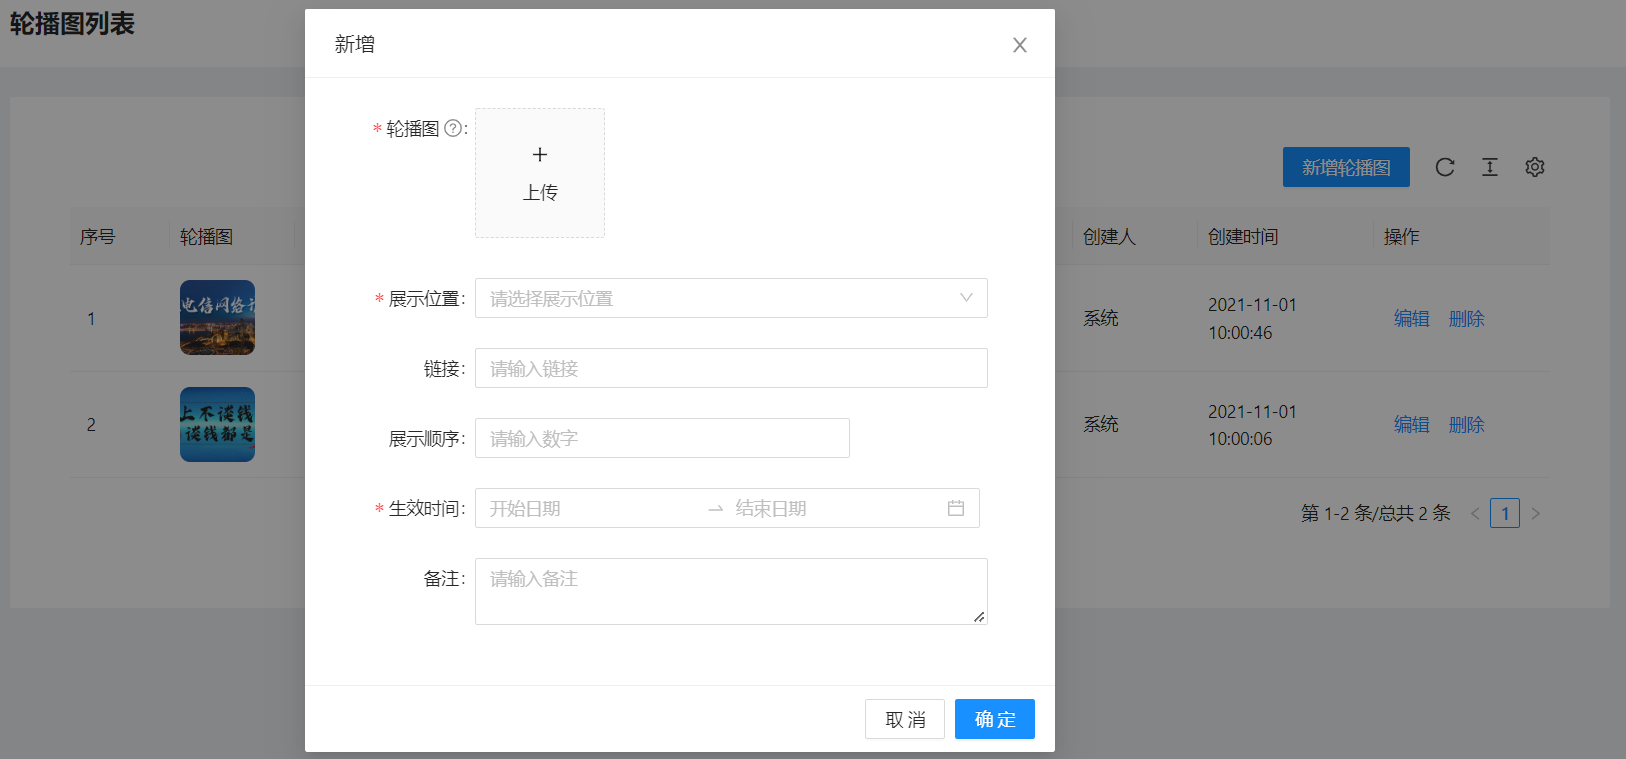 轮播图列表
新增
* 轮播图 ? :
+
上传
* 展示位置:
请选择展示位置
链接:
请输入链接
展示顺序:
请输入数字
* 生效时间:
开始日期
结束日期
备注:
请输入备注
取 消
确 定
新增轮播图
序号
轮播图
创建人
创建时间
操作
1
电信网络
系统
2021-11-01
10:00:46
编辑
删除
2
上不谈钱
谈钱都是
系统
2021-11-01
10:00:06
编辑
删除
第 1-2 条/总共 2 条
1